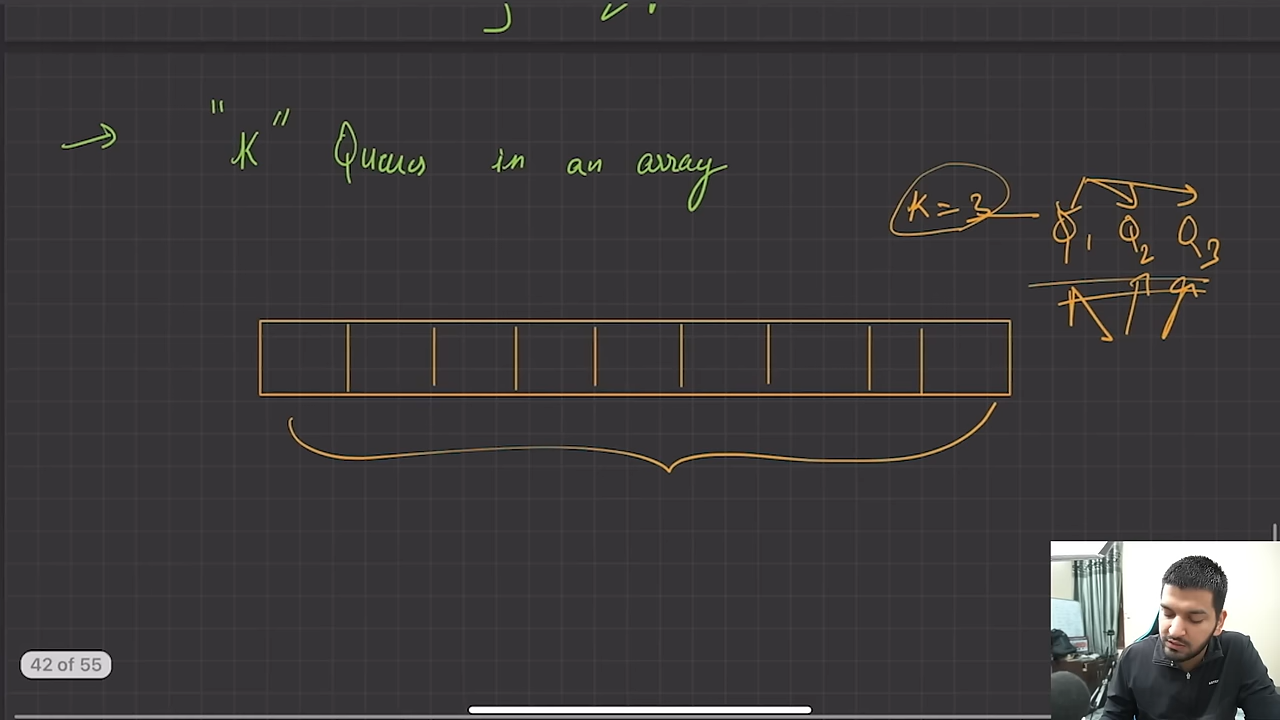 → "K" Queues in an array
K = 3
Q1 Q2 Q3
42 of 55